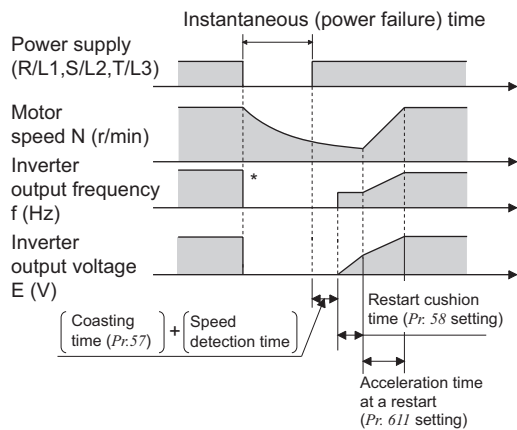 Instantaneous (power failure) time
Power supply
(R/L1,S/L2,T/L3)
Motor
speed N (r/min)
Inverter
output frequency
f (Hz)
*
Inverter
output voltage
E (V)
Coasting
time (Pr.57)
+
Speed
detection time
Restart cushion
time (Pr. 58 setting)
Acceleration time
at a restart
(Pr. 611 setting)